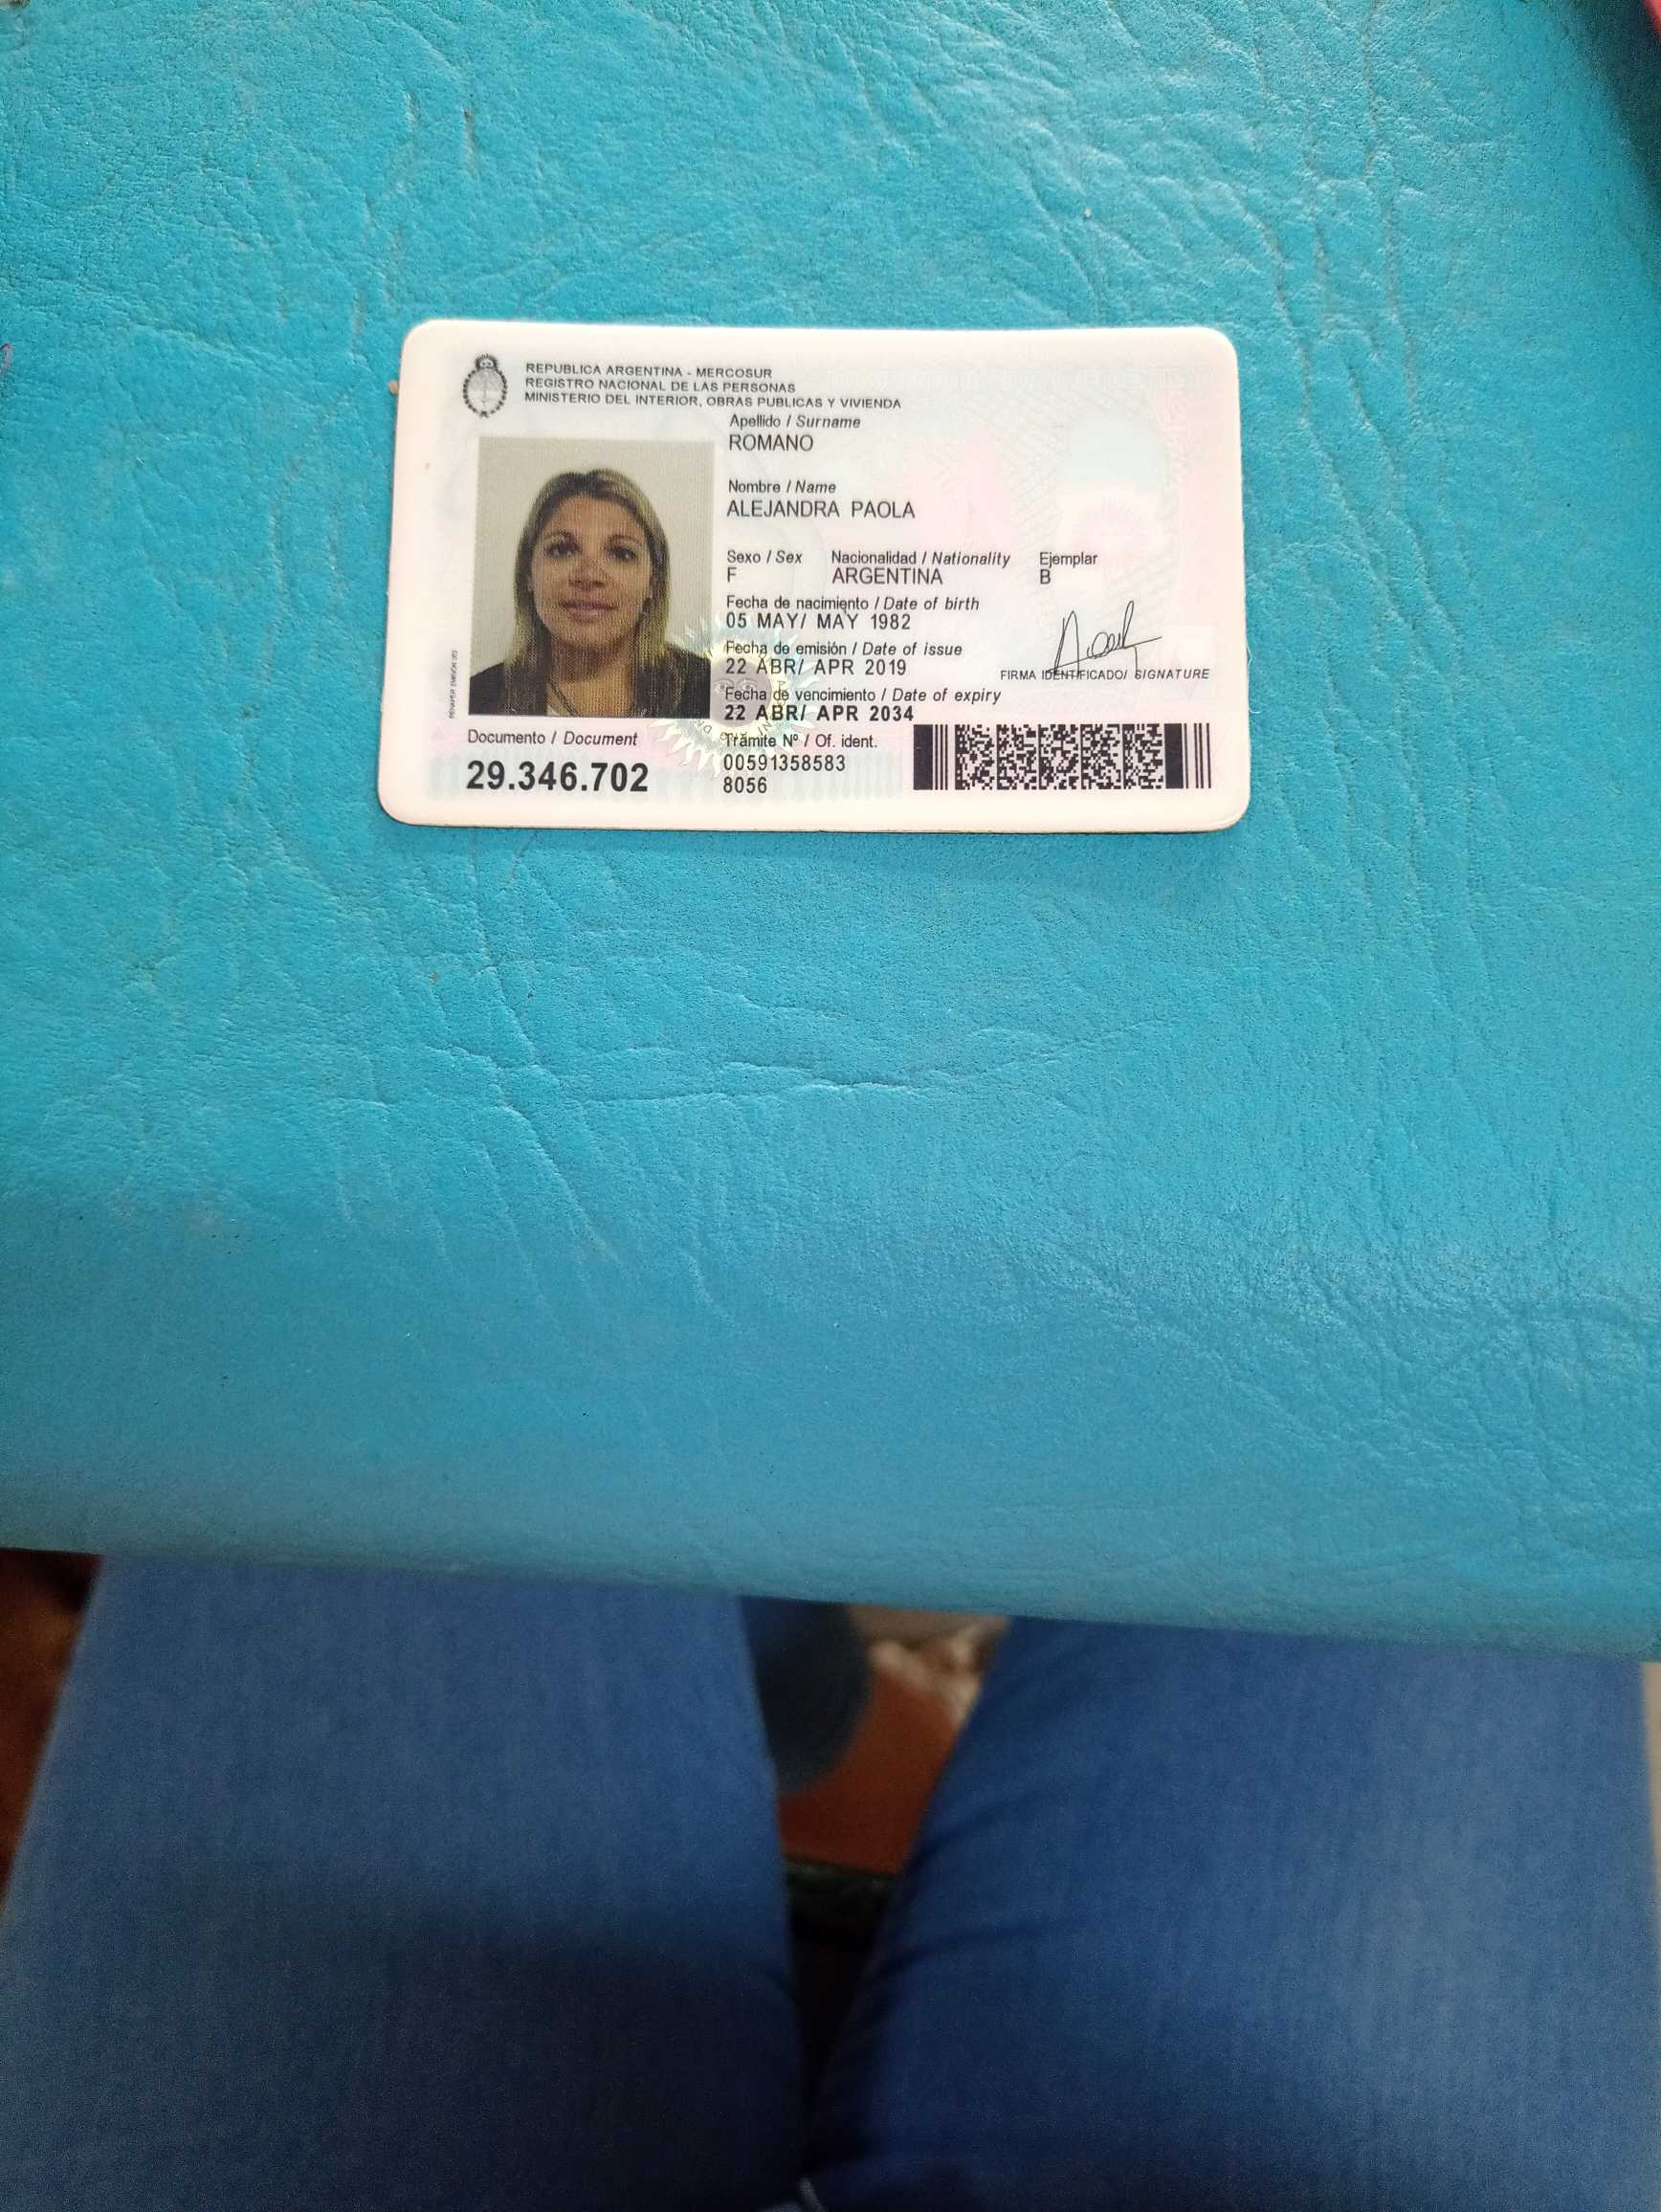 REPUBLICA ARGENTINA - MERCOSUR
REGISTRO NACIONAL DE LAS PERSONAS
MINISTERIO DEL INTERIOR, OBRAS PUBLICAS Y VIVIENDA
Apellido / Surname
ROMANO
Nombre / Name
ALEJANDRA PAOLA
Sexo / Sex Nacionalidad / Nationality Ejemplar
F ARGENTINA B
Fecha de nacimiento / Date of birth
05 MAY/ MAY 1982
Fecha de emisión / Date of issue
22 ABR/ APR 2019
FIRMA IDENTIFICADO/ SIGNATURE
Fecha de vencimiento / Date of expiry
22 ABR/ APR 2034
Documento / Document
29.346.702
Trámite Nº / Of. ident.
00591358583
8056